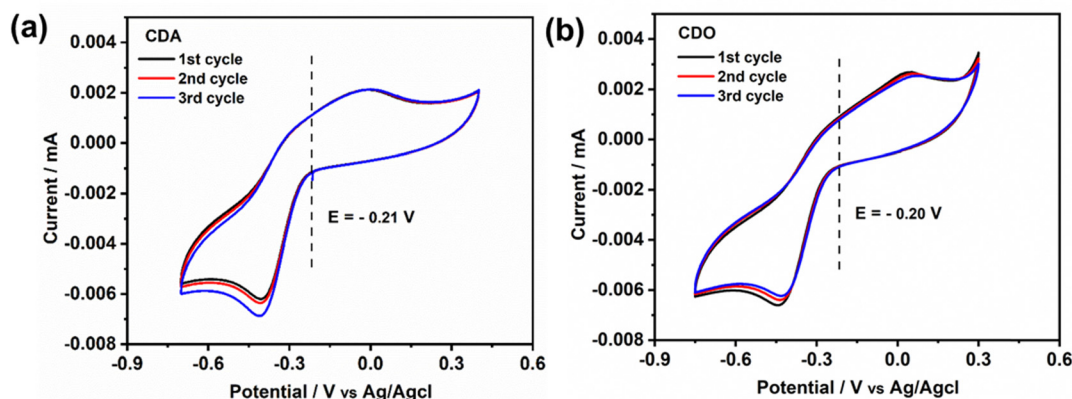 (a)
CDA
1st cycle
2nd cycle
3rd cycle
E = - 0.21 V
0.004
0.002
0.000
-0.002
-0.004
-0.006
-0.008
Current / mA
-0.9 -0.6 -0.3 0.0 0.3 0.6
Potential / V vs Ag/Agcl
(b)
CDO
1st cycle
2nd cycle
3rd cycle
E = - 0.20 V
0.004
0.002
0.000
-0.002
-0.004
-0.006
-0.008
Current / mA
-0.9 -0.6 -0.3 0.0 0.3 0.6
Potential / V vs Ag/Agcl